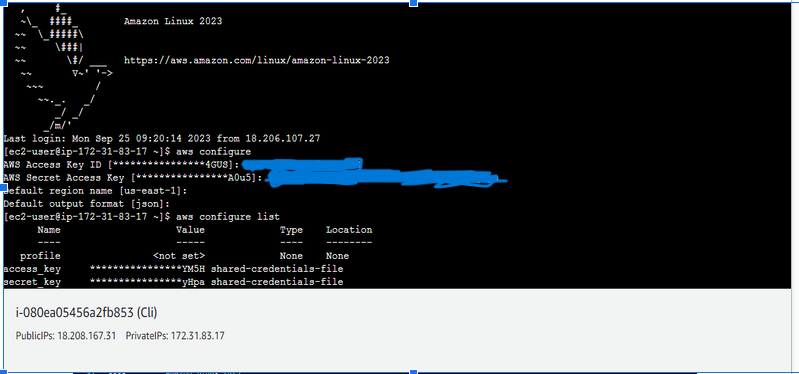 Amazon Linux 2023
https://aws.amazon.com/linux/amazon-linux-2023
Last login: Mon Sep 25 09:20:14 2023 from 18.206.107.27
[ec2-user@ip-172-31-83-17 ~]$ aws configure
AWS Access Key ID [****************4GUS]:
AWS Secret Access Key [****************A0u5]:
Default region name [us-east-1]:
Default output format [json]:
[ec2-user@ip-172-31-83-17 ~]$ aws configure list
Name Value Type Location
---- ----- ---- --------
profile <not set> None None
access_key ****************YM5H shared-credentials-file
secret_key ****************yHpa shared-credentials-file
i-080ea05456a2fb853 (Cli)
PublicIPs: 18.208.167.31 PrivateIPs: 172.31.83.17